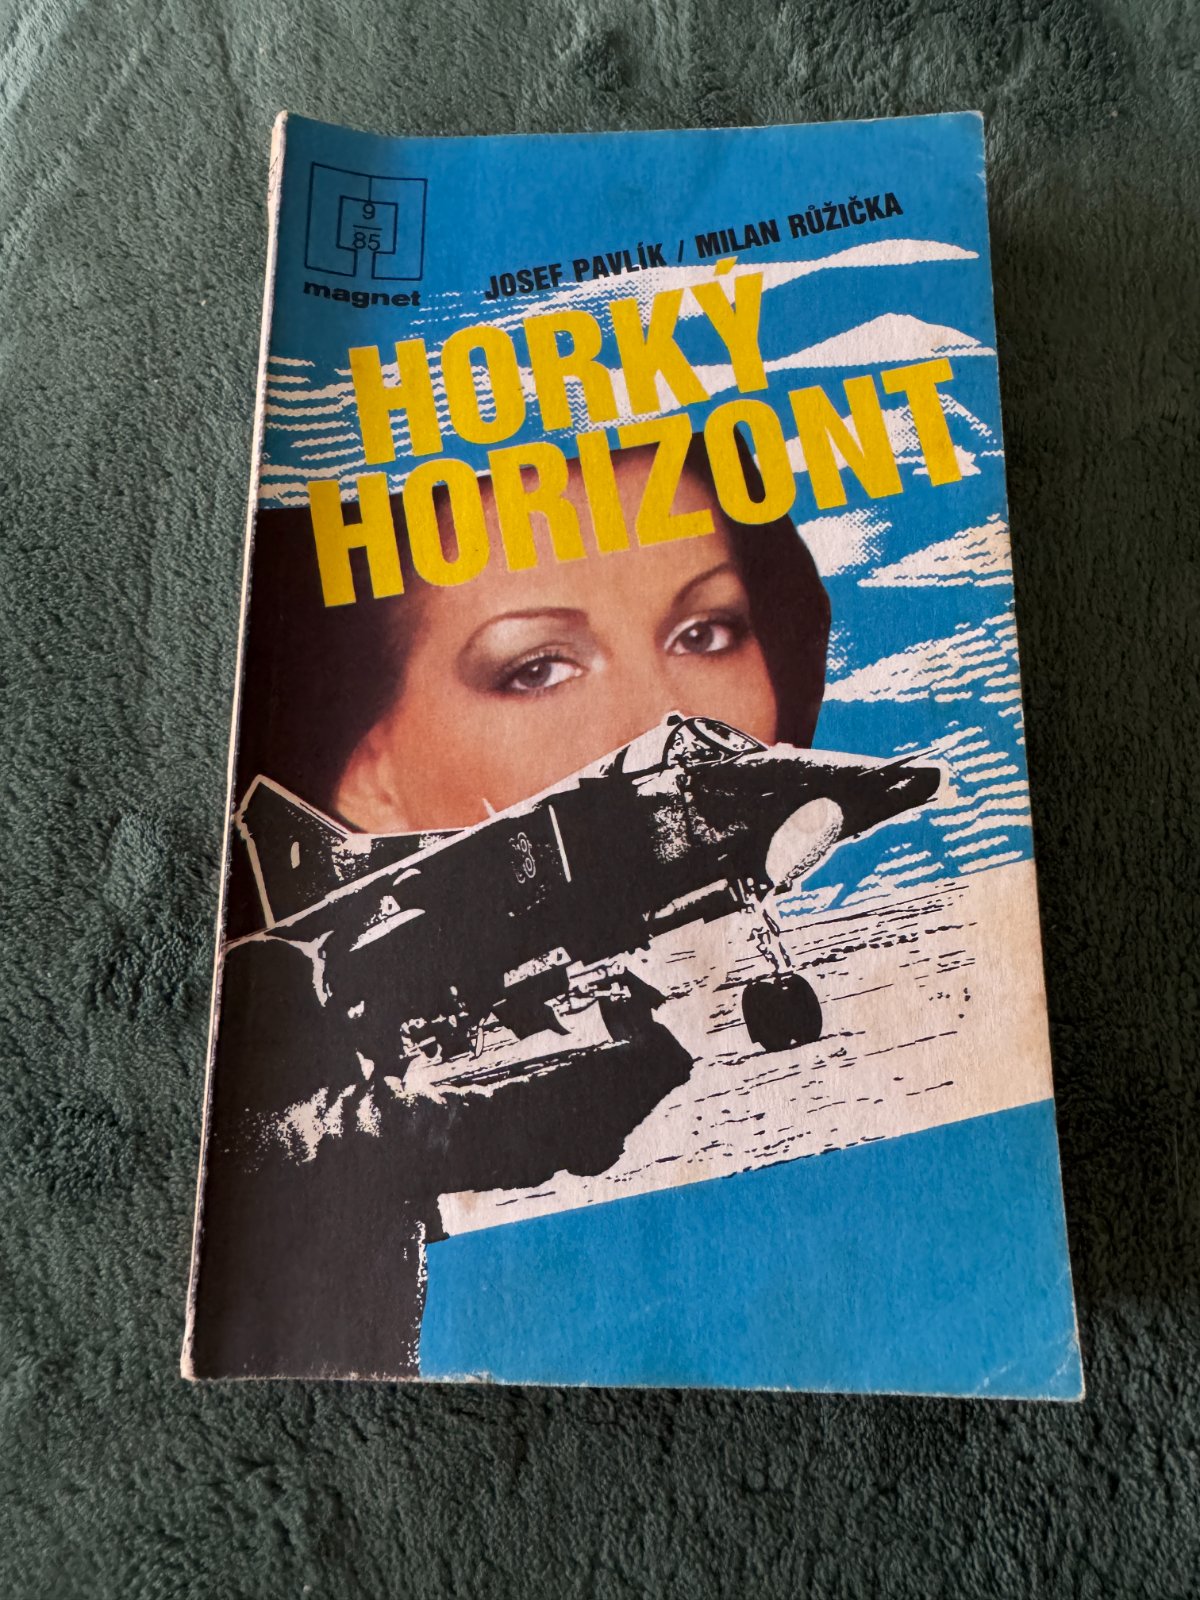 9
85
magnet
JOSEF PAVLÍK / MILAN RŮŽIČKA
HORKÝ
HORIZONT